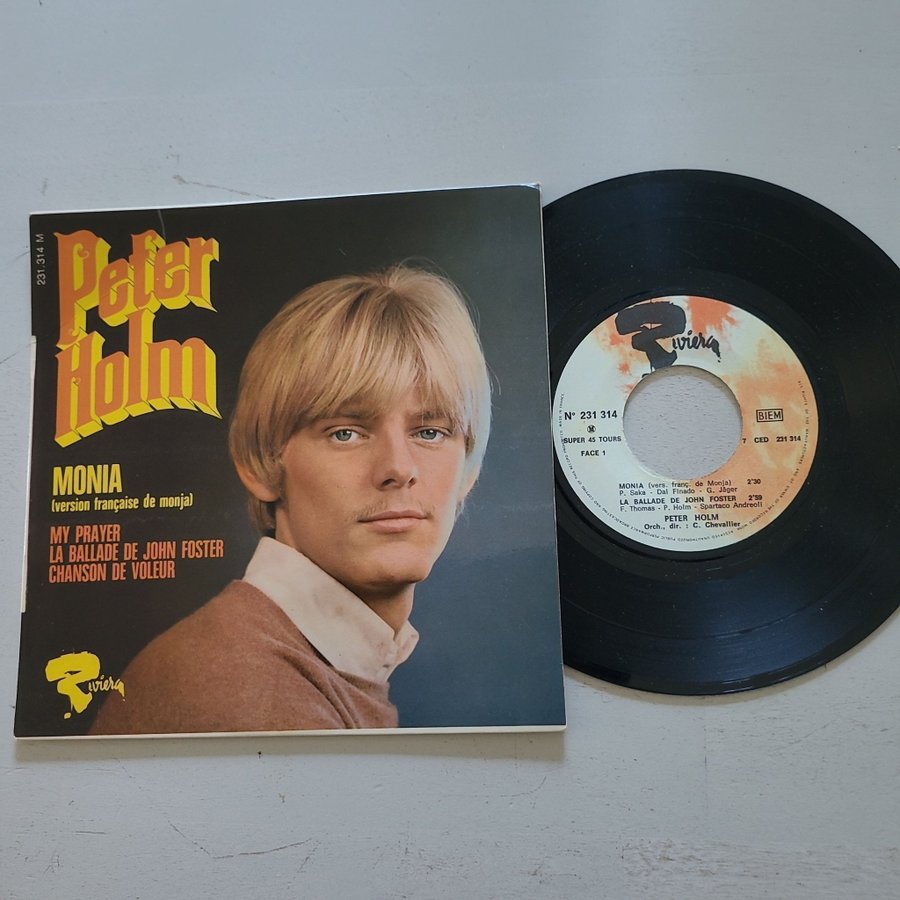 231.314 M
Peter
Holm
MONIA
(version française de monja)
MY PRAYER
LA BALLADE DE JOHN FOSTER
CHANSON DE VOLEUR
Riviera
Riviera
N° 231 314
M
SUPER 45 TOURS
FACE 1
BIEM
7 CED 231 314
MONIA (vers. franç. de Monja) 2'30
P. Saka - Dal Finado - G. Jäger
LA BALLADE DE JOHN FOSTER 2'39
F. Thomas - P. Holm - Spartaco Andreoli
PETER HOLM
Orch., dir. : C. Chevallier